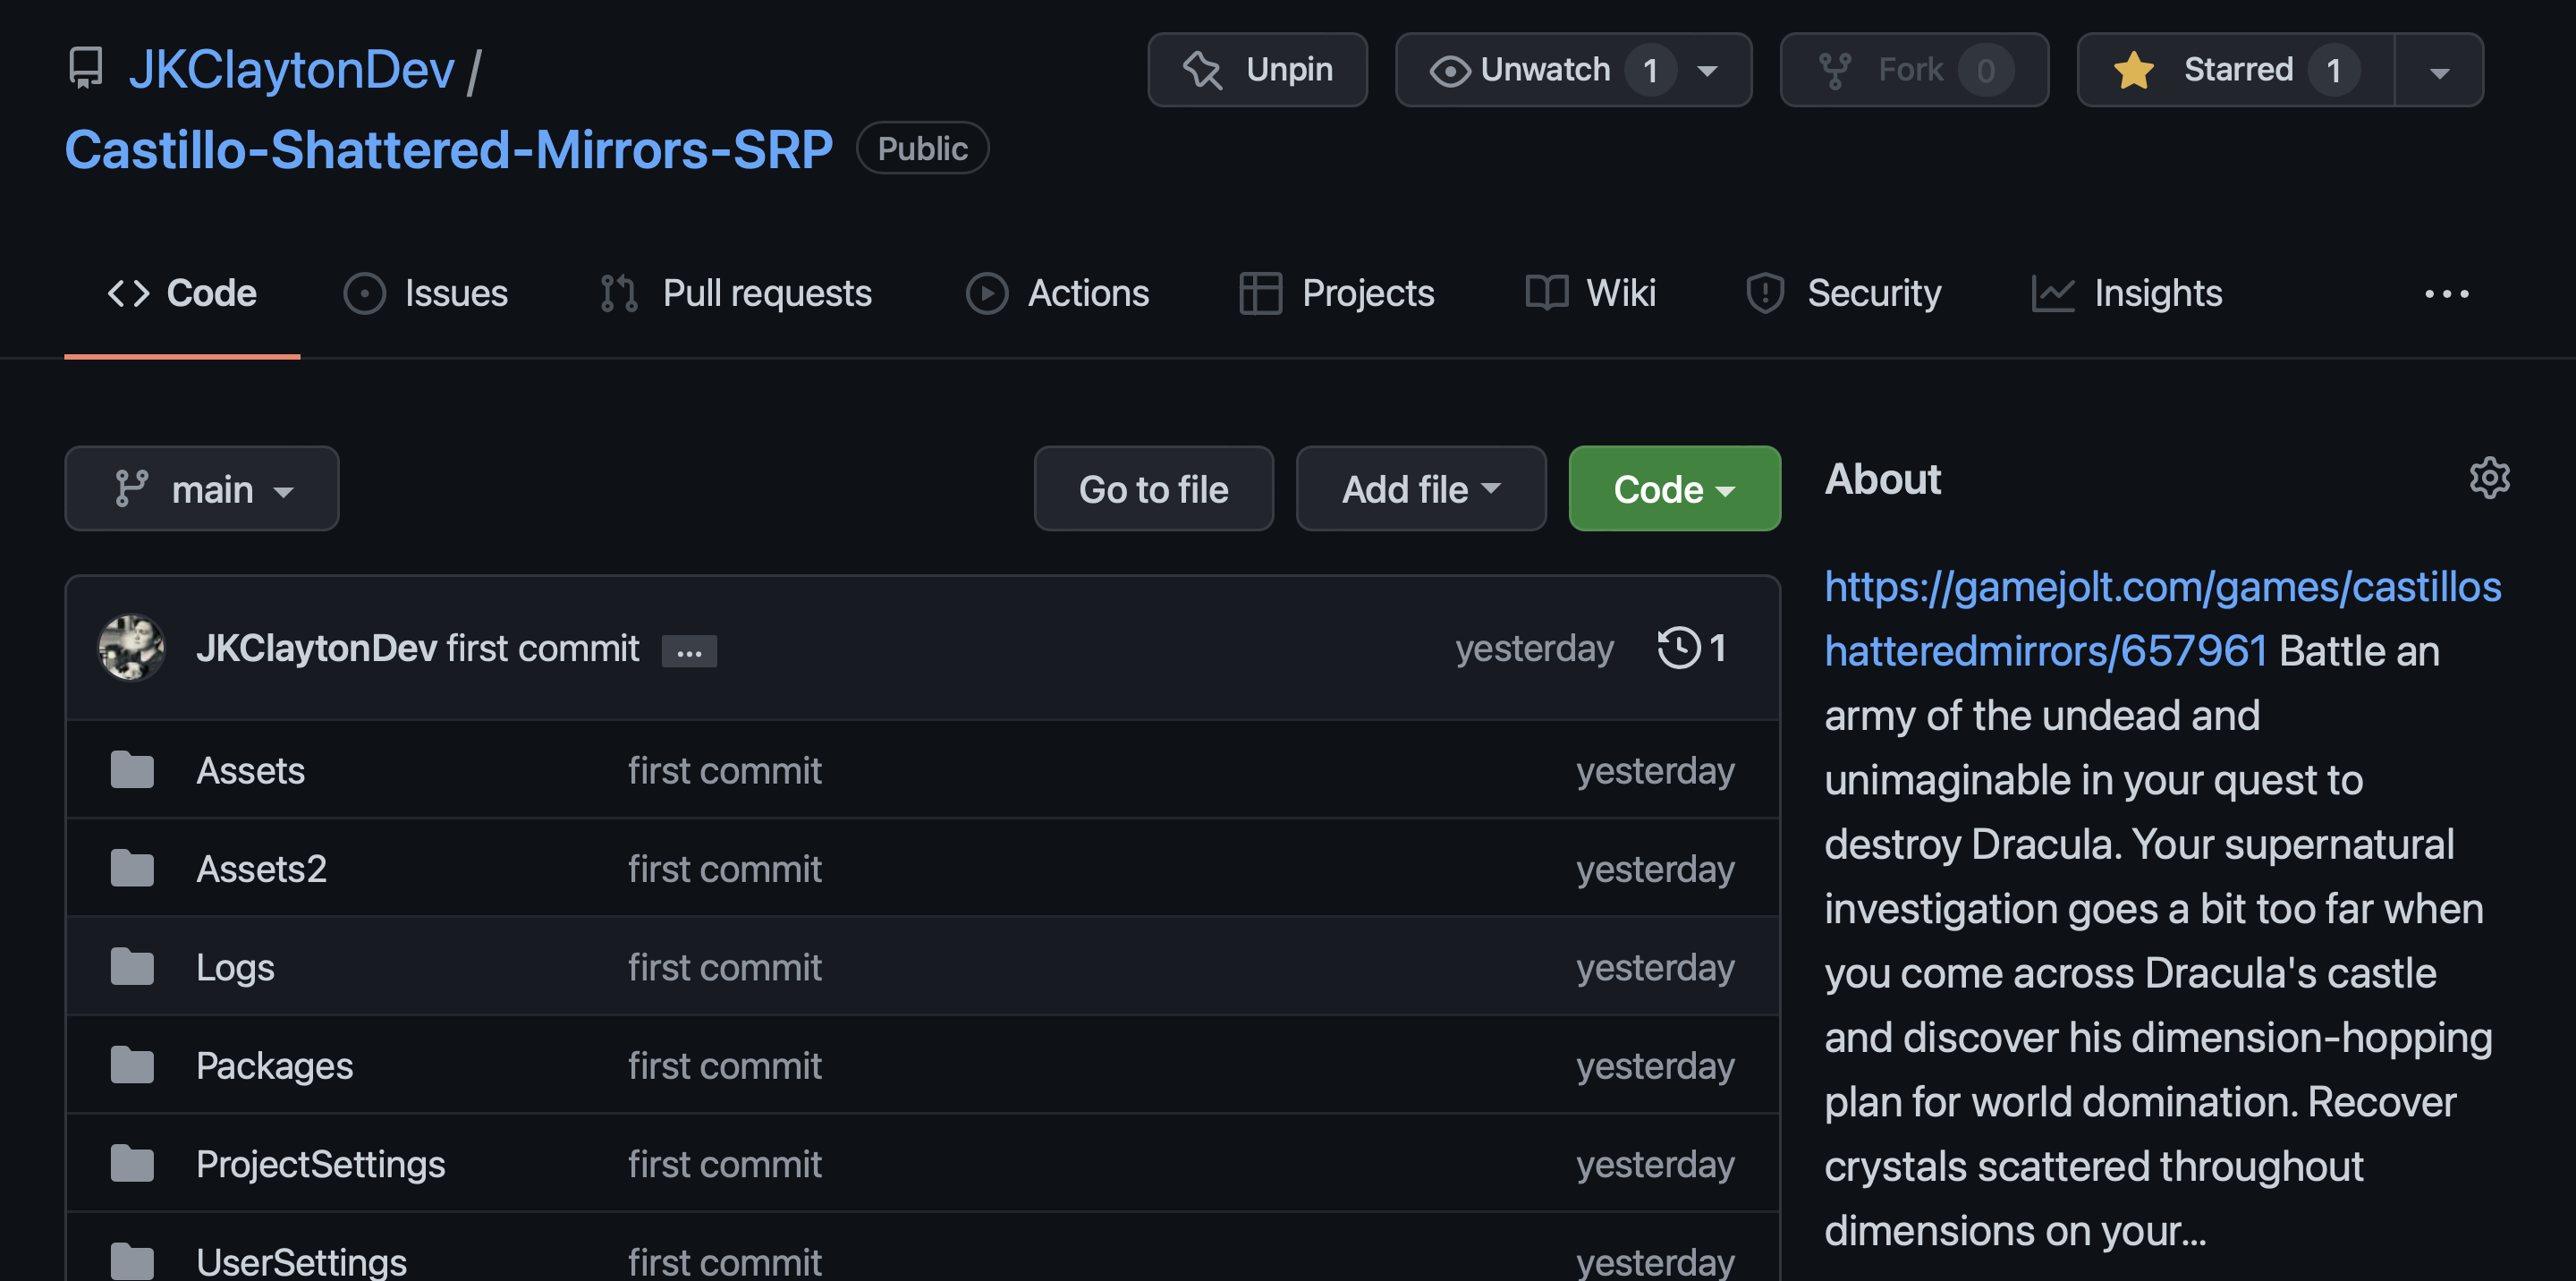 JKClaytonDev /
Castillo-Shattered-Mirrors-SRP Public
Unpin
Unwatch 1
Fork 0
Starred 1
Code
Issues
Pull requests
Actions
Projects
Wiki
Security
Insights
...
main
Go to file
Add file
Code
JKClaytonDev first commit ...
yesterday
1
Assets first commit yesterday
Assets2 first commit yesterday
Logs first commit yesterday
Packages first commit yesterday
ProjectSettings first commit yesterday
UserSettings first commit yesterday
About
https://gamejolt.com/games/castillos
hatteredmirrors/657961 Battle an
army of the undead and
unimaginable in your quest to
destroy Dracula. Your supernatural
investigation goes a bit too far when
you come across Dracula's castle
and discover his dimension-hopping
plan for world domination. Recover
crystals scattered throughout
dimensions on your...